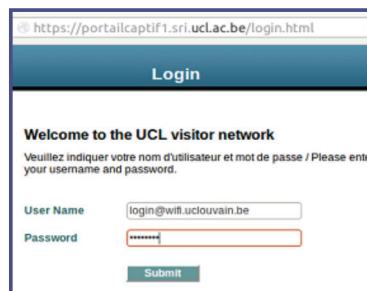 https://portailcaptif1.sri.ucl.ac.be/login.html
Login
Welcome to the UCL visitor network
Veuillez indiquer votre nom d'utilisateur et mot de passe / Please ente
your username and password.
User Name login@wifi.uclouvain.be
Password ••••••••
Submit